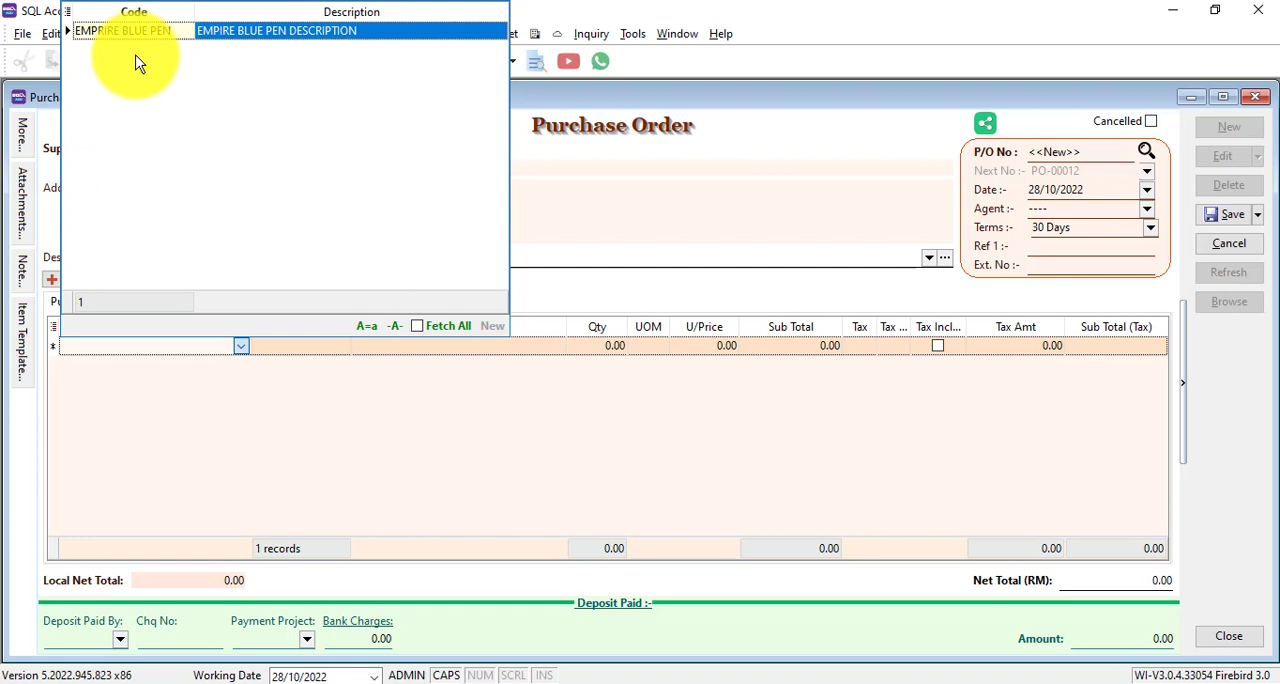 SQL Acc
File Edit et Inquiry Tools Window Help
Code Description
EMPRIRE BLUE PEN EMPIRE BLUE PEN DESCRIPTION
1
A=a -A- Fetch All New
Purch
Purchase Order
Cancelled
More...
Attachments...
Note...
Item Template...
Sup
Add
Des
Pu
P/O No : <<New>>
Next No :- PO-00012
Date :- 28/10/2022
Agent :- ----
Terms :- 30 Days
Ref 1 :-
Ext. No :-
New
Edit
Delete
Save
Cancel
Refresh
Browse
Qty UOM U/Price Sub Total Tax Tax ... Tax Incl... Tax Amt Sub Total (Tax)
0.00 0.00 0.00 0.00
1 records 0.00 0.00 0.00 0.00
Local Net Total: 0.00 Net Total (RM): 0.00
Deposit Paid :-
Deposit Paid By: Chq No: Payment Project: Bank Charges:
0.00 Amount: 0.00
Close
Version 5.2022.945.823 x86 Working Date 28/10/2022 ADMIN CAPS NUM SCRL INS WI-V3.0.4.33054 Firebird 3.0